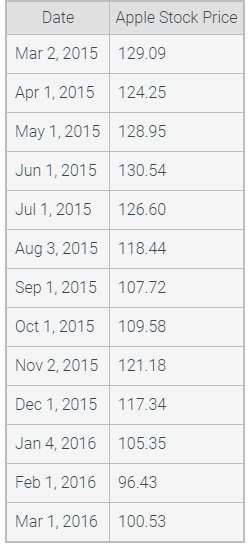 Date Apple Stock Price
Mar 2, 2015 129.09
Apr 1, 2015 124.25
May 1, 2015 128.95
Jun 1, 2015 130.54
Jul 1, 2015 126.60
Aug 3, 2015 118.44
Sep 1, 2015 107.72
Oct 1, 2015 109.58
Nov 2, 2015 121.18
Dec 1, 2015 117.34
Jan 4, 2016 105.35
Feb 1, 2016 96.43
Mar 1, 2016 100.53